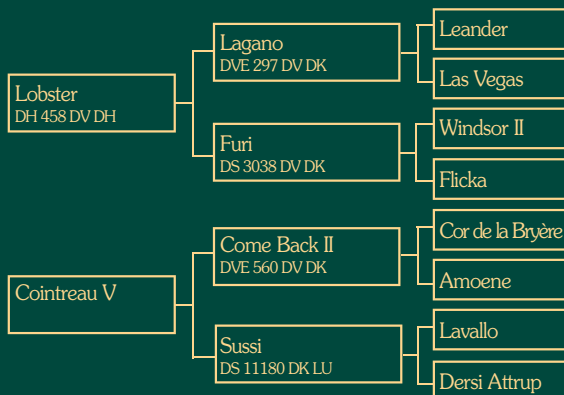 Lobster
DH 458 DV DH
Lagano
DVE 297 DV DK
Leander
Las Vegas
Furi
DS 3038 DV DK
Windsor II
Flicka
Cointreau V
Come Back II
DVE 560 DV DK
Cor de la Bryère
Amoene
Sussi
DS 11180 DK LU
Lavallo
Dersi Attrup